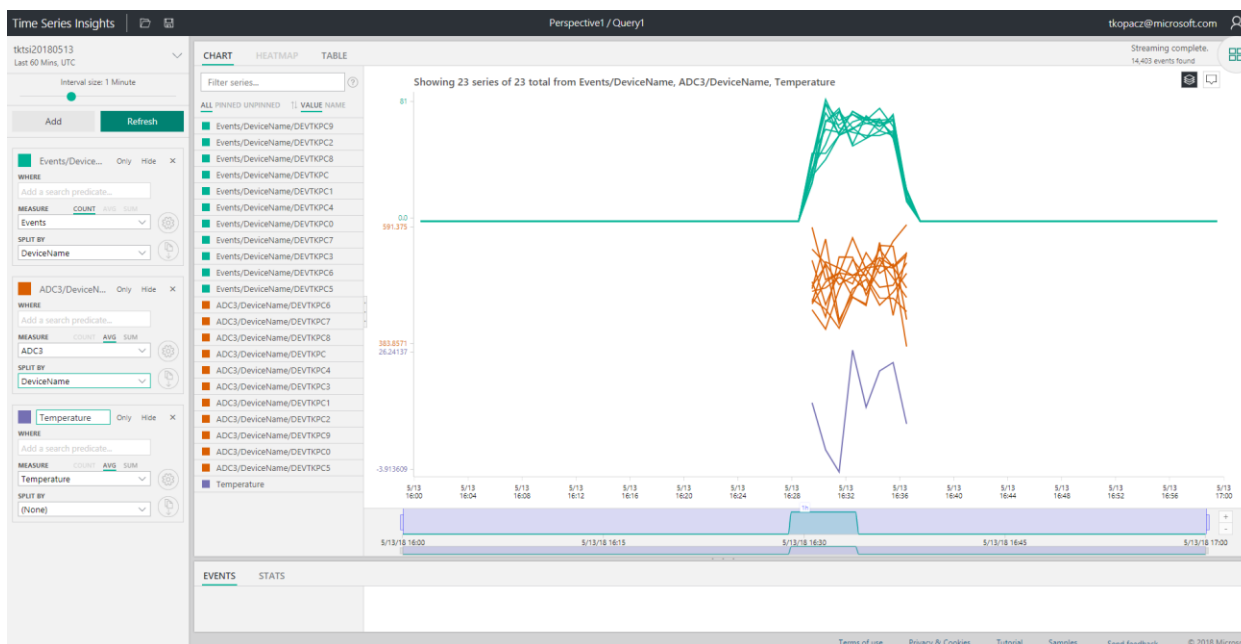 Time Series Insights
Perspective1 / Query1
tkopacz@microsoft.com
tktsi20180513
Last 60 Mins, UTC
Interval size: 1 Minute
Add Refresh
Events/Device... Only Hide ×
WHERE
Add a search predicate...
MEASURE COUNT AVG SUM
Events
SPLIT BY
DeviceName
ADC3/DeviceN... Only Hide ×
WHERE
Add a search predicate...
MEASURE COUNT AVG SUM
ADC3
SPLIT BY
DeviceName
Temperature Only Hide ×
WHERE
Add a search predicate...
MEASURE COUNT AVG SUM
Temperature
SPLIT BY
(None)
CHART HEATMAP TABLE
Streaming complete.
14,403 events found
Filter series...
ALL PINNED UNPINNED VALUE NAME
Events/DeviceName/DEVTKPC9
Events/DeviceName/DEVTKPC2
Events/DeviceName/DEVTKPC8
Events/DeviceName/DEVTKPC
Events/DeviceName/DEVTKPC1
Events/DeviceName/DEVTKPC4
Events/DeviceName/DEVTKPC0
Events/DeviceName/DEVTKPC7
Events/DeviceName/DEVTKPC3
Events/DeviceName/DEVTKPC6
Events/DeviceName/DEVTKPC5
ADC3/DeviceName/DEVTKPC6
ADC3/DeviceName/DEVTKPC7
ADC3/DeviceName/DEVTKPC8
ADC3/DeviceName/DEVTKPC
ADC3/DeviceName/DEVTKPC4
ADC3/DeviceName/DEVTKPC3
ADC3/DeviceName/DEVTKPC1
ADC3/DeviceName/DEVTKPC2
ADC3/DeviceName/DEVTKPC9
ADC3/DeviceName/DEVTKPC0
ADC3/DeviceName/DEVTKPC5
Temperature
Showing 23 series of 23 total from Events/DeviceName, ADC3/DeviceName, Temperature
81
0.0
591.375
383.8571
26.24137
-3.913609
5/13 5/13 5/13 5/13 5/13 5/13 5/13 5/13 5/13 5/13 5/13 5/13 5/13 5/13 5/13 5/13
16:00 16:04 16:08 16:12 16:16 16:20 16:24 16:28 16:32 16:36 16:40 16:44 16:48 16:52 16:56 17:00
5/13/18 16:00 5/13/18 16:15 5/13/18 16:30 5/13/18 16:45 5/13/18 17:00
EVENTS STATS
Terms of use Privacy & Cookies Tutorial Samples Send feedback © 2018 Micros